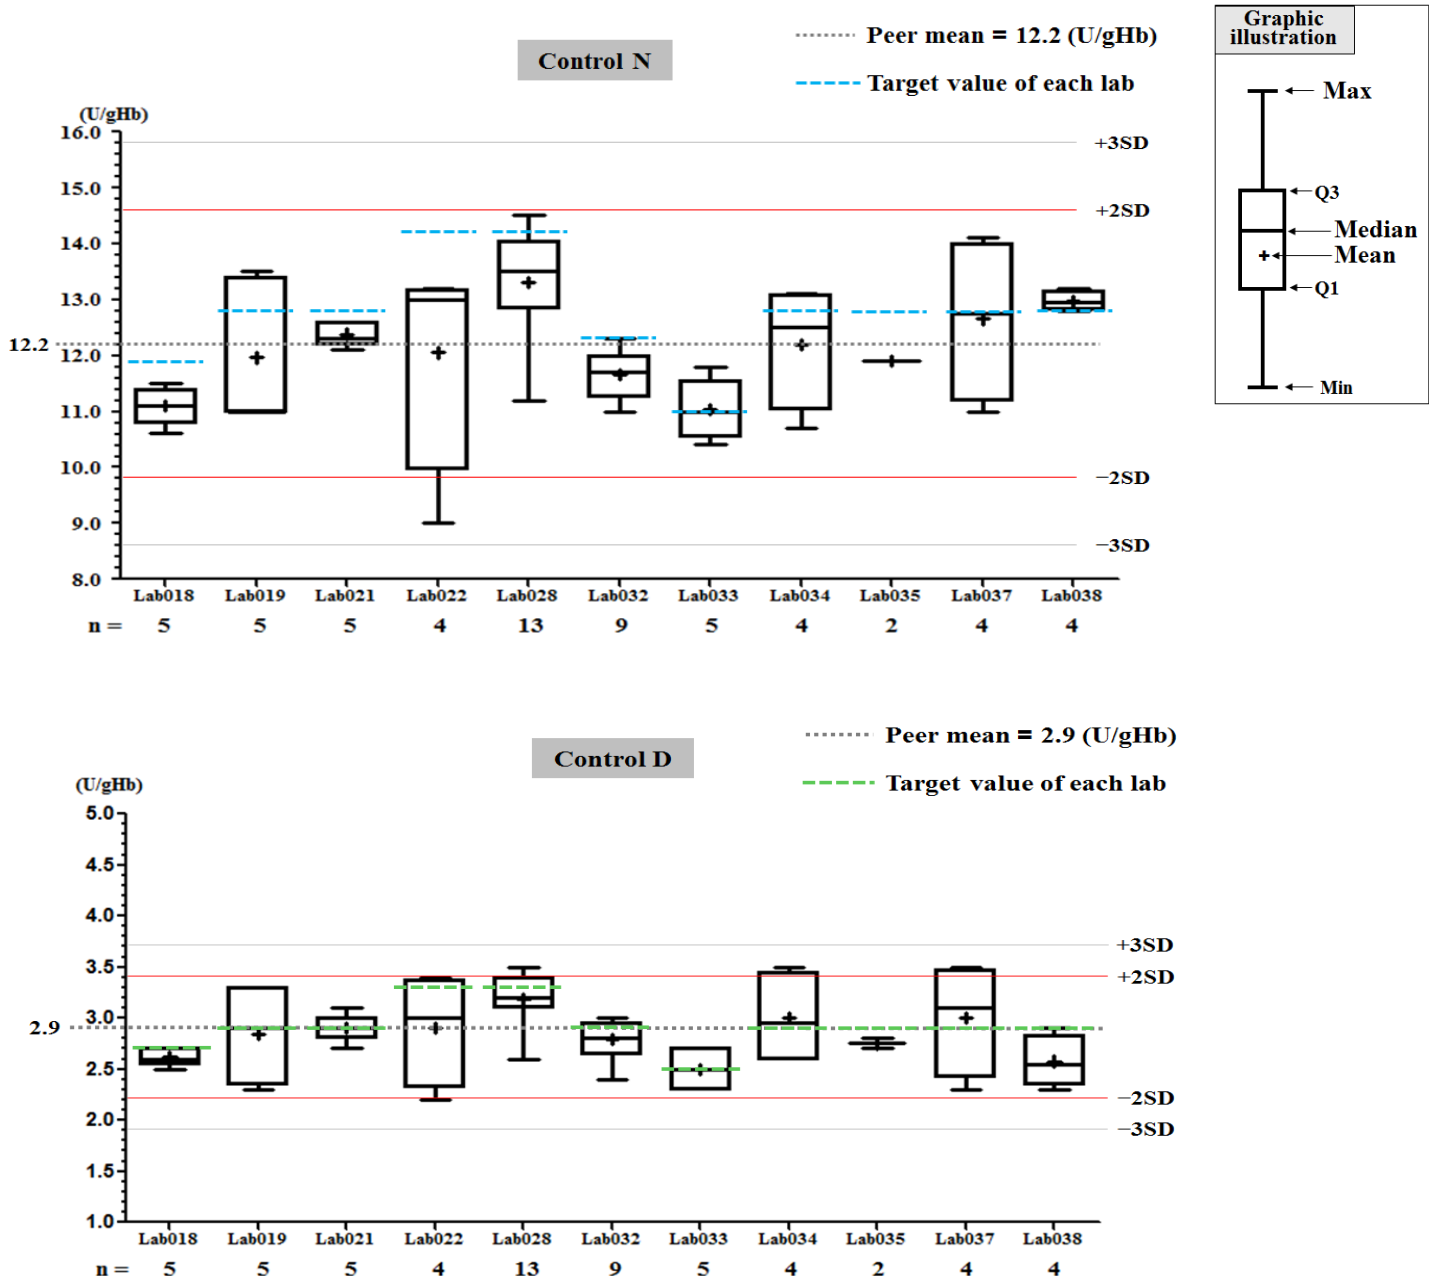 Control N
Peer mean = 12.2 (U/gHb)
Target value of each lab
(U/gHb)
16.0
15.0
14.0
13.0
12.2
12.0
11.0
10.0
9.0
8.0
+3SD
+2SD
−2SD
−3SD
Lab018 Lab019 Lab021 Lab022 Lab028 Lab032 Lab033 Lab034 Lab035 Lab037 Lab038
n = 5 5 5 4 13 9 5 4 2 4 4
Graphic
illustration
Max
Q3
Median
Mean
Q1
Min
Control D
Peer mean = 2.9 (U/gHb)
Target value of each lab
(U/gHb)
5.0
4.5
4.0
3.5
3.0
2.9
2.5
2.0
1.5
1.0
+3SD
+2SD
−2SD
−3SD
Lab018 Lab019 Lab021 Lab022 Lab028 Lab032 Lab033 Lab034 Lab035 Lab037 Lab038
n = 5 5 5 4 13 9 5 4 2 4 4